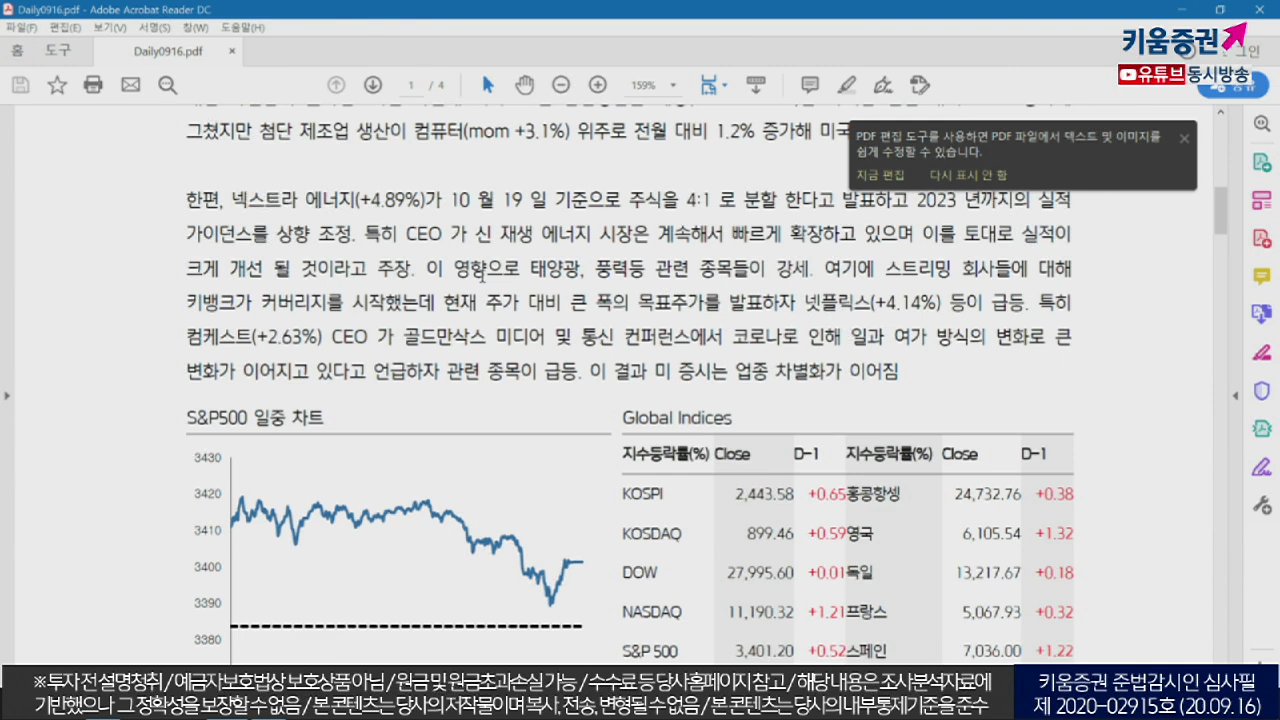 Daily0916.pdf - Adobe Acrobat Reader DC
파일(F) 편집(E) 보기(V) 서명(S) 창(W) 도움말(H)
홈 도구 Daily0916.pdf × 그인
키움증권
유튜브동시방송
1 / 11 159% 공유
그쳤지만 첨단 제조업 생산이 컴퓨터(mom +3.1%) 위주로 전월 대비 1.2% 증가해 미국
PDF 편집 도구를 사용하면 PDF 파일에서 텍스트 및 이미지를
쉽게 수정할 수 있습니다.
지금 편집 다시 표시 안 함
한편, 넥스트라 에너지(+4.89%)가 10 월 19 일 기준으로 주식을 4:1 로 분할 한다고 발표하고 2023 년까지의 실적
가이던스를 상향 조정. 특히 CEO 가 신 재생 에너지 시장은 계속해서 빠르게 확장하고 있으며 이를 토대로 실적이
크게 개선 될 것이라고 주장. 이 영향으로 태양광, 풍력등 관련 종목들이 강세. 여기에 스트리밍 회사들에 대해
키뱅크가 커버리지를 시작했는데 현재 주가 대비 큰 폭의 목표주가를 발표하자 넷플릭스(+4.14%) 등이 급등. 특히
컴케스트(+2.63%) CEO 가 골드만삭스 미디어 및 통신 컨퍼런스에서 코로나로 인해 일과 여가 방식의 변화로 큰
변화가 이어지고 있다고 언급하자 관련 종목이 급등. 이 결과 미 증시는 업종 차별화가 이어짐
S&P500 일중 차트
3430
3420
3410
3400
3390
3380
Global Indices
지수등락률(%) Close D-1 지수등락률(%) Close D-1
KOSPI 2,443.58 +0.65 홍콩항셍 24,732.76 +0.38
KOSDAQ 899.46 +0.59 영국 6,105.54 +1.32
DOW 27,995.60 +0.01 독일 13,217.67 +0.18
NASDAQ 11,190.32 +1.21 프랑스 5,067.93 +0.32
S&P 500 3,401.20 +0.52 스페인 7,036.00 +1.22
※ 투자 전 설명청취 / 예금자보호법상 보호상품 아님 / 원금 및 원금초과손실 가능 / 수수료 등 당사홈페이지 참고 / 해당 내용은 조사분석자료에
기반했으나 그 정확성을 보장할 수 없음 / 본 콘텐츠는 당사의 저작물이며 복사, 전송, 변형될 수 없음 / 본 콘텐츠는 당사의 내부통제기준을 준수
키움증권 준법감시인 심사필
제 2020-02915호 (20.09.16)